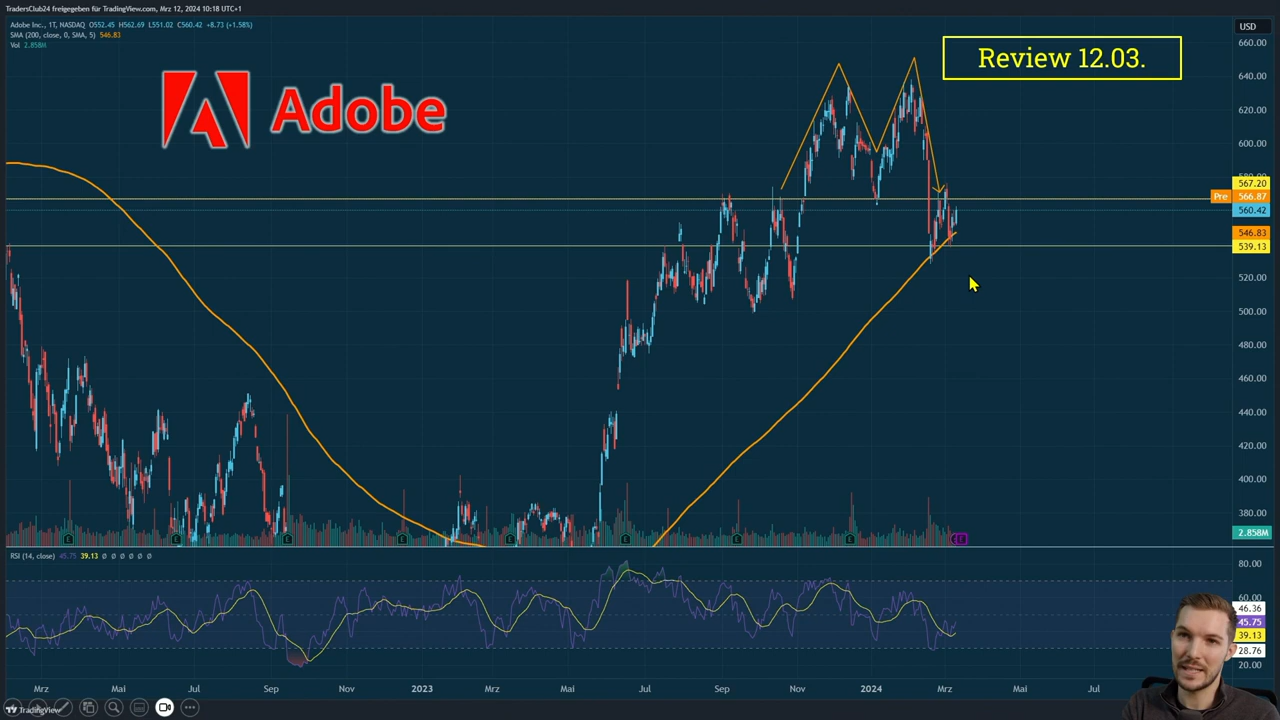 TradersClub24 freigegeben für TradingView.com, Mrz 12, 2024 10:18 UTC+1
Adobe Inc., 1T, NASDAQ O552.45 H562.69 L551.02 C560.42 +8.73 (+1.58%)
SMA (200, close, 0, SMA, 5) 546.83
Vol 2.858M
Adobe
Review 12.03.
USD
660.00
640.00
620.00
600.00
580.00
567.20
Pre 566.87
560.42
546.83
539.13
520.00
500.00
480.00
460.00
440.00
420.00
400.00
380.00
2.858M
E E E E E E E E E
RSI (14, close) 45.75 39.13 Ø Ø Ø Ø Ø Ø
80.00
60.00
46.36
45.75
39.13
28.76
20.00
Mrz Mai Jul Sep Nov 2023 Mrz Mai Jul Sep Nov 2024 Mrz Mai Jul
TradingView